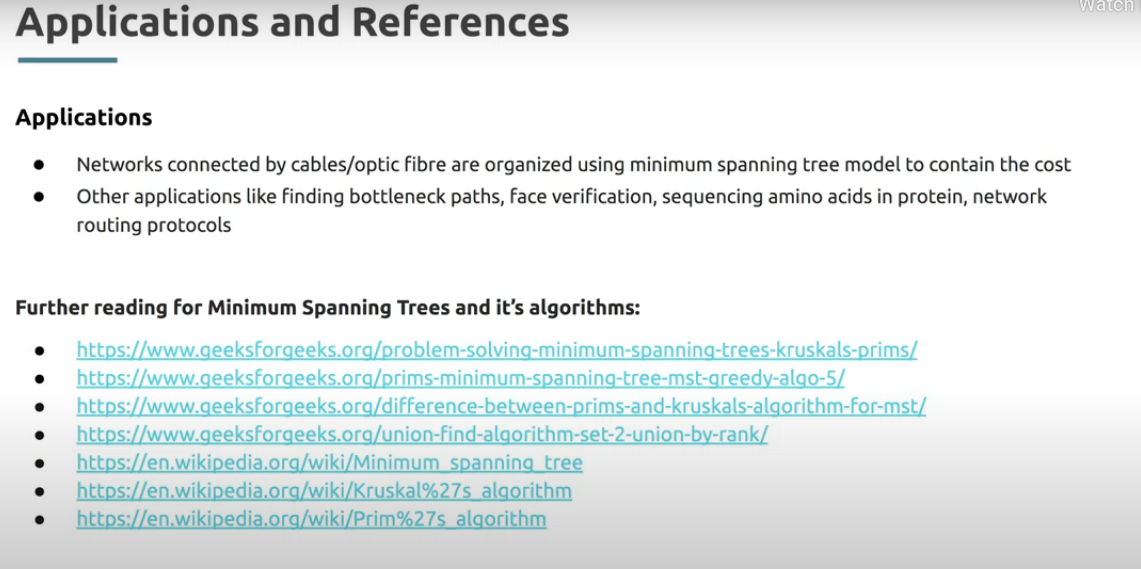 Watch
Applications and References
Applications
● Networks connected by cables/optic fibre are organized using minimum spanning tree model to contain the cost
● Other applications like finding bottleneck paths, face verification, sequencing amino acids in protein, network
routing protocols
Further reading for Minimum Spanning Trees and it’s algorithms:
● https://www.geeksforgeeks.org/problem-solving-minimum-spanning-trees-kruskals-prims/
● https://www.geeksforgeeks.org/prims-minimum-spanning-tree-mst-greedy-algo-5/
● https://www.geeksforgeeks.org/difference-between-prims-and-kruskals-algorithm-for-mst/
● https://www.geeksforgeeks.org/union-find-algorithm-set-2-union-by-rank/
● https://en.wikipedia.org/wiki/Minimum_spanning_tree
● https://en.wikipedia.org/wiki/Kruskal%27s_algorithm
● https://en.wikipedia.org/wiki/Prim%27s_algorithm